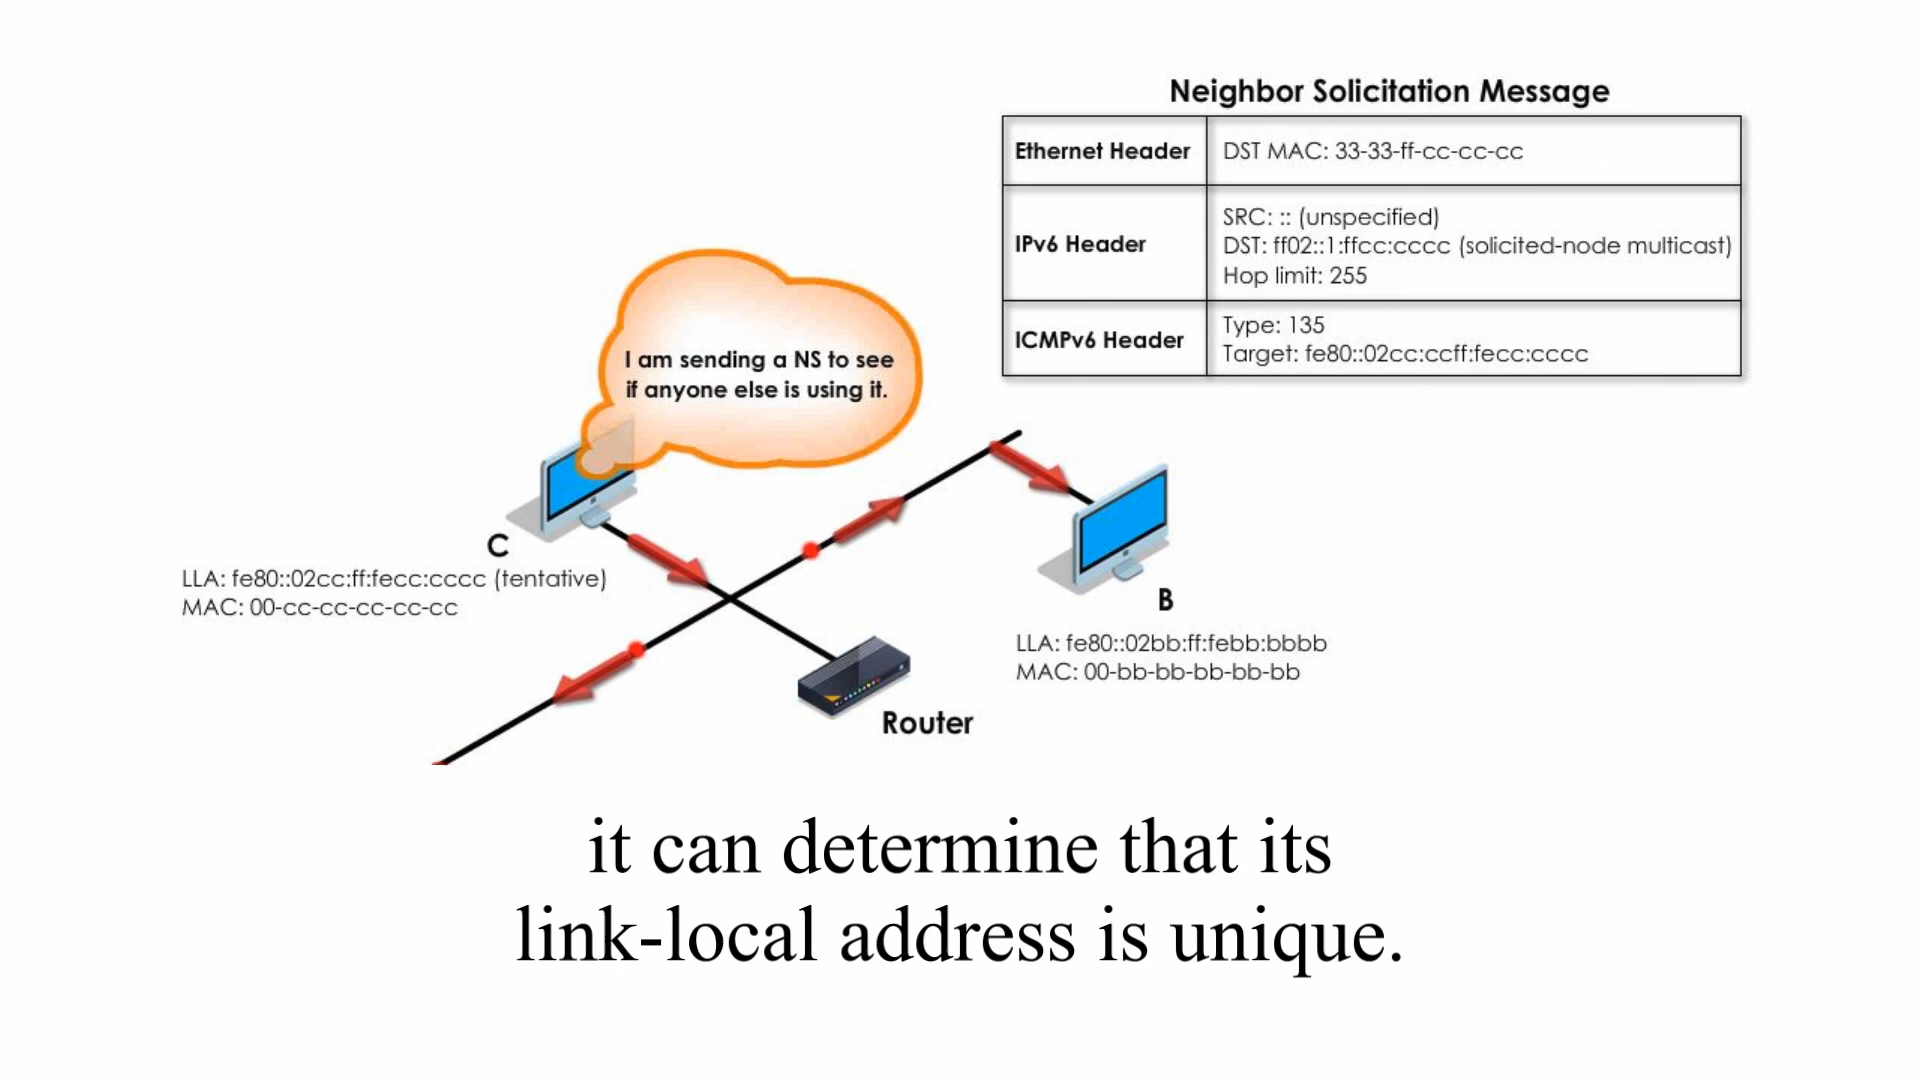 Neighbor Solicitation Message
Ethernet Header
DST MAC: 33-33-ff-cc-cc-cc
IPv6 Header
SRC: :: (unspecified)
DST: ff02::1:ffcc:cccc (solicited-node multicast)
Hop limit: 255
ICMPv6 Header
Type: 135
Target: fe80::02cc:ccff:fecc:cccc
I am sending a NS to see
if anyone else is using it.
C
LLA: fe80::02cc:ff:fecc:cccc (tentative)
MAC: 00-cc-cc-cc-cc-cc
B
LLA: fe80::02bb:ff:febb:bbbb
MAC: 00-bb-bb-bb-bb-bb
Router
it can determine that its
link-local address is unique.